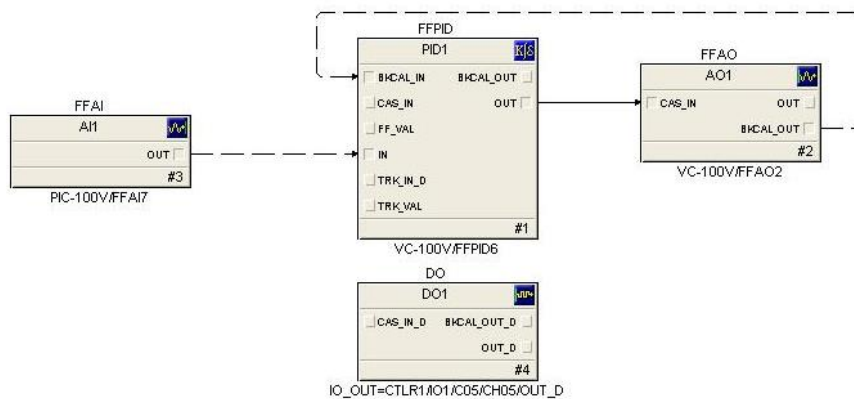 FFAI
AI1
OUT
#3
PIC-100V/FFAI7
FFPID
PID1
BKCAL_IN BKCAL_OUT
CAS_IN OUT
FF_VAL
IN
TRK_IN_D
TRK_VAL
#1
VC-100V/FFPID6
FFAO
AO1
CAS_IN OUT
BKCAL_OUT
#2
VC-100V/FFAO2
DO
DO1
CAS_IN_D BKCAL_OUT_D
OUT_D
#4
IO_OUT=CTLR1/IO1/C05/CH05/OUT_D